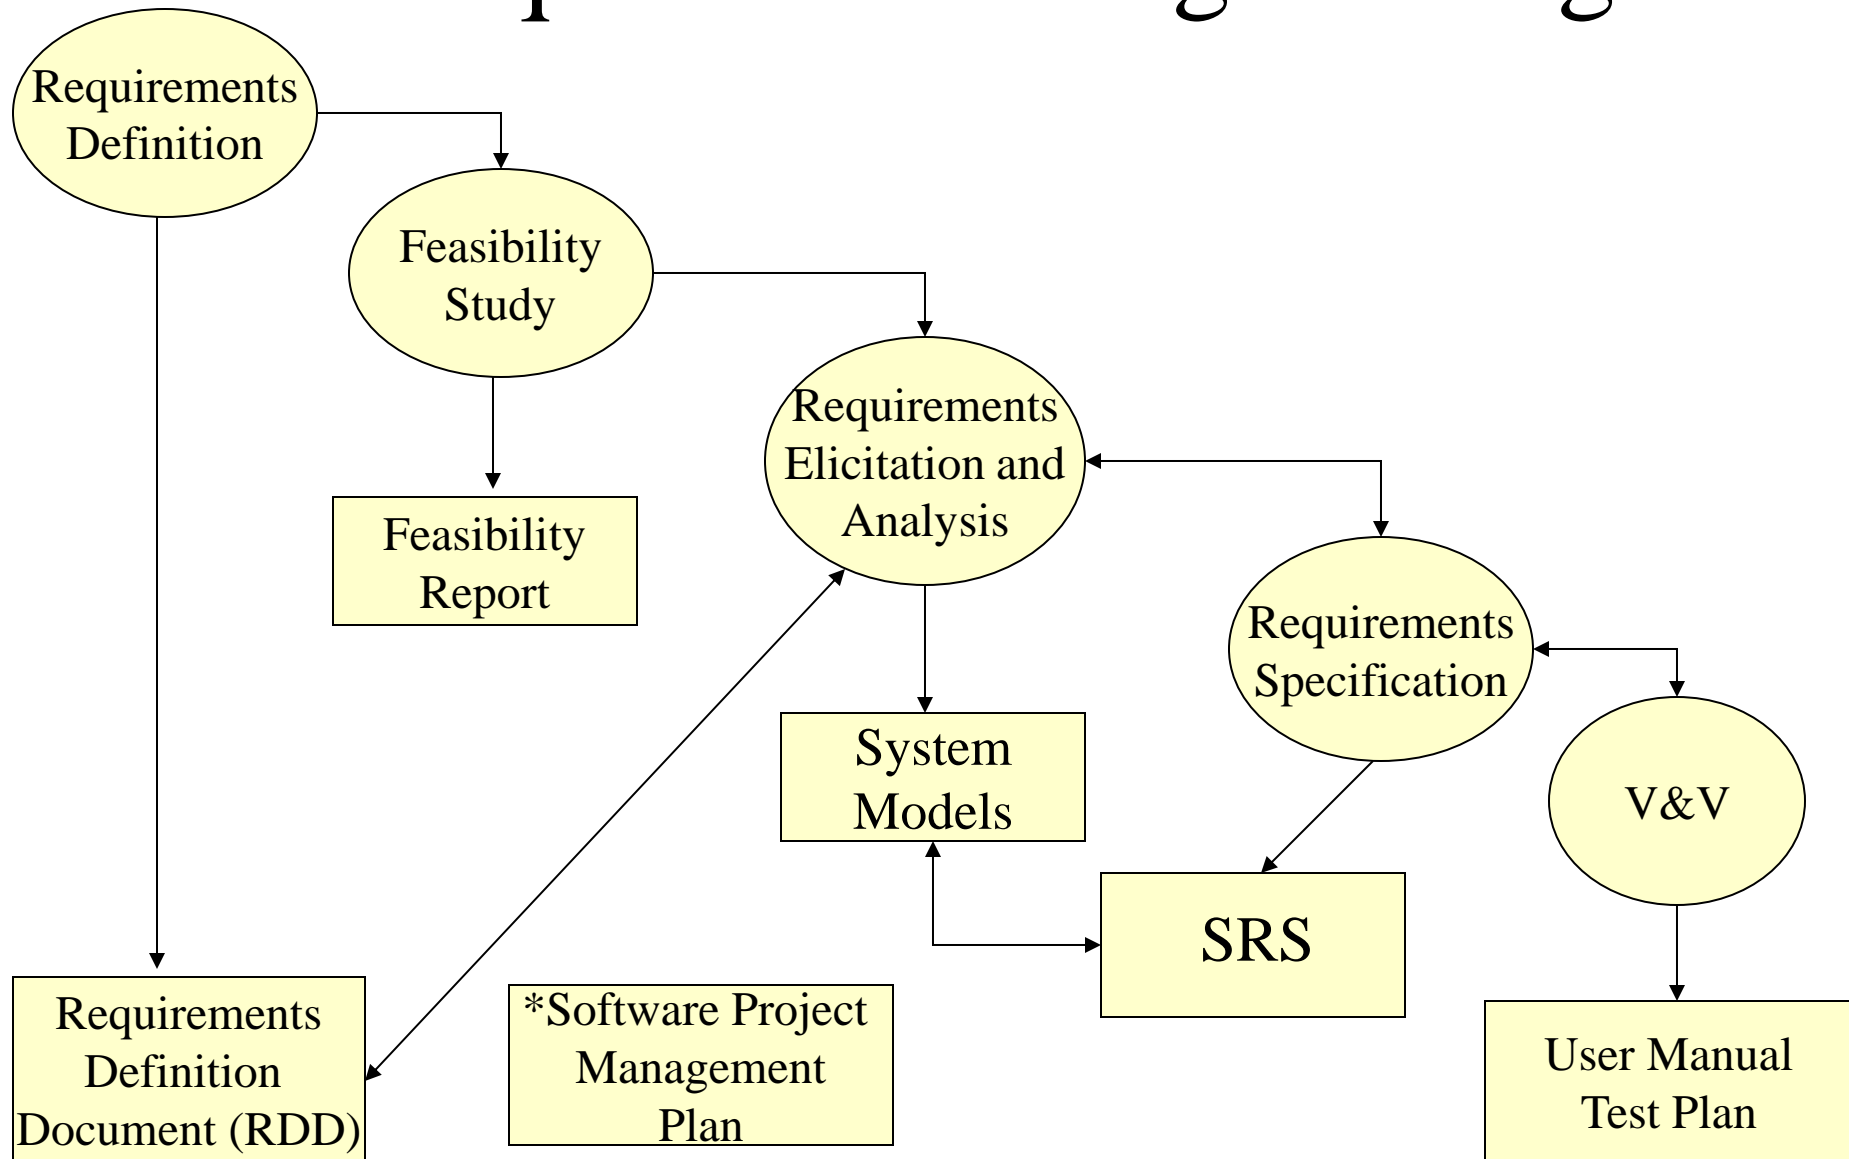 Requirements
Definition
Feasibility
Study
Requirements
Elicitation and
Analysis
Feasibility
Report
Requirements
Specification
System
Models
V&V
SRS
Requirements
Definition
Document (RDD)
*Software Project
Management
Plan
User Manual
Test Plan